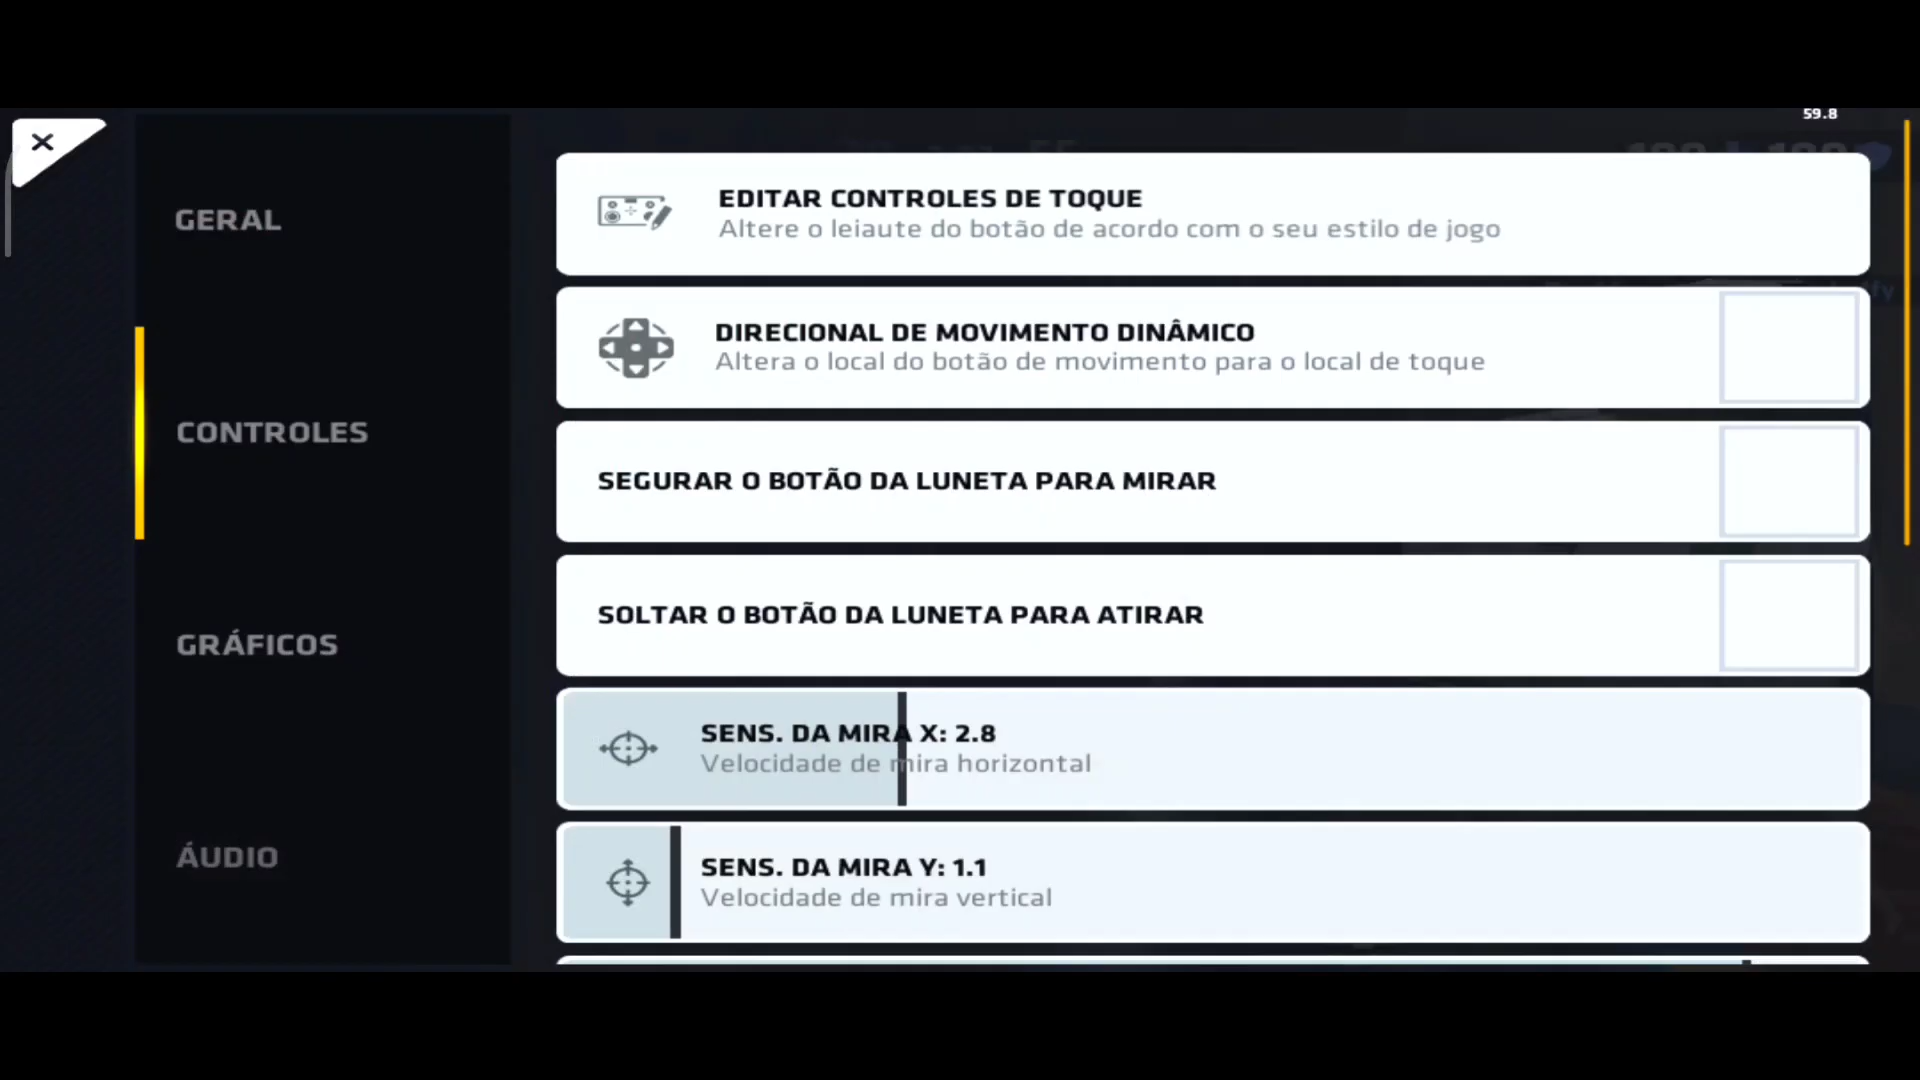 59.8
GERAL
EDITAR CONTROLES DE TOQUE
Altere o leiaute do botão de acordo com o seu estilo de jogo
DIRECIONAL DE MOVIMENTO DINÂMICO
Altera o local do botão de movimento para o local de toque
CONTROLES
SEGURAR O BOTÃO DA LUNETA PARA MIRAR
SOLTAR O BOTÃO DA LUNETA PARA ATIRAR
GRÁFICOS
SENS. DA MIRA X: 2.8
Velocidade de mira horizontal
ÁUDIO
SENS. DA MIRA Y: 1.1
Velocidade de mira vertical